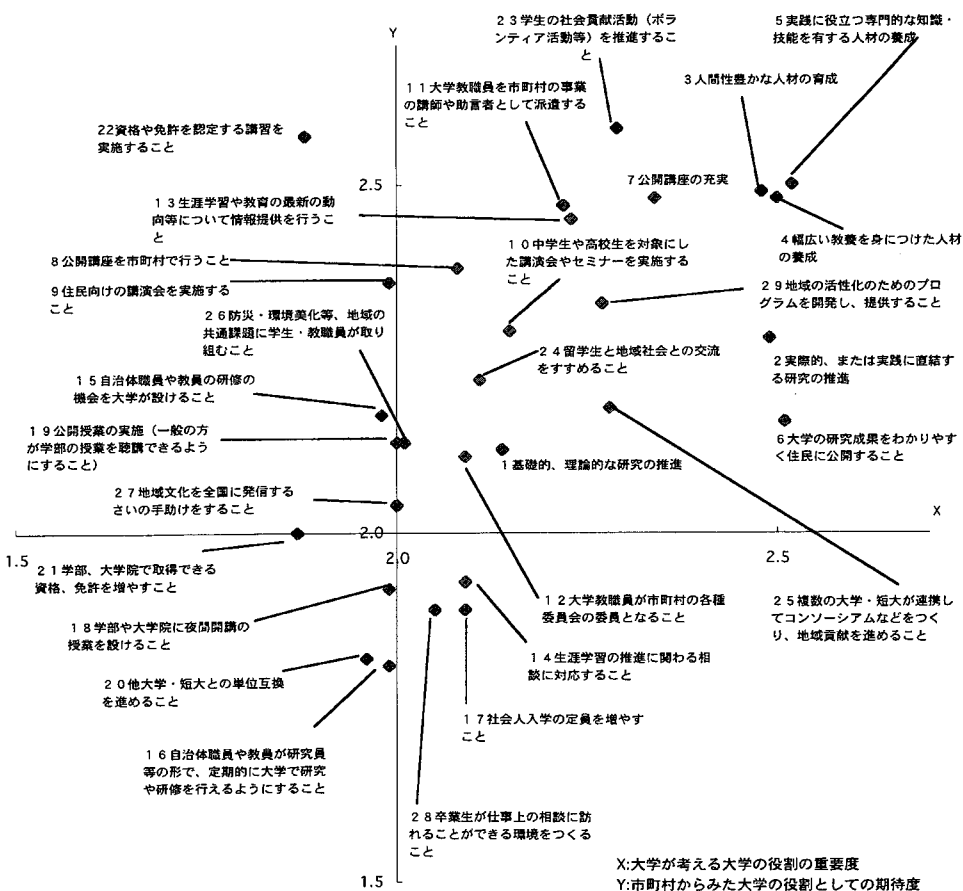 Y
２３学生の社会貢献活動（ボラ
ンティア活動等）を推進するこ
と
５実践に役立つ専門的な知識・
技能を有する人材の養成
１１大学教職員を市町村の事業
の講師や助言者として派遣する
こと
３人間性豊かな人材の育成
22資格や免許を認定する講習を
実施すること
2.5
７公開講座の充実
１３生涯学習や教育の最新の動
向等について情報提供を行うこ
と
４幅広い教養を身につけた人材
の養成
１０中学生や高校生を対象にし
た講演会やセミナーを実施する
こと
８公開講座を市町村で行うこと
９住民向けの講演会を実施する
こと
２９地域の活性化のためのプロ
グラムを開発し、提供すること
２６防災・環境美化等、地域の
共通課題に学生・教職員が取り
組むこと
２４留学生と地域社会との交流
をすすめること
２実際的、または実践に直結す
る研究の推進
１５自治体職員や教員の研修の
機会を大学が設けること
１９公開授業の実施（一般の方
が学部の授業を聴講できるよう
にすること）
６大学の研究成果をわかりやす
く住民に公開すること
１基礎的、理論的な研究の推進
２７地域文化を全国に発信する
さいの手助けをすること
X
2.0
1.5
2.0
2.5
２１学部、大学院で取得できる
資格、免許を増やすこと
１２大学教職員が市町村の各種
委員会の委員となること
２５複数の大学・短大が連携し
てコンソーシアムなどをつく
り、地域貢献を進めること
１８学部や大学院に夜間開講の
授業を設けること
１４生涯学習の推進に関わる相
談に対応すること
２０他大学・短大との単位互換
を進めること
１７社会人入学の定員を増やす
こと
１６自治体職員や教員が研究員
等の形で、定期的に大学で研究
や研修を行えるようにすること
２８卒業生が仕事上の相談に訪
れることができる環境をつくる
こと
1.5
X;大学が考える大学の役割の重要度
Y:市町村からみた大学の役割としての期待度